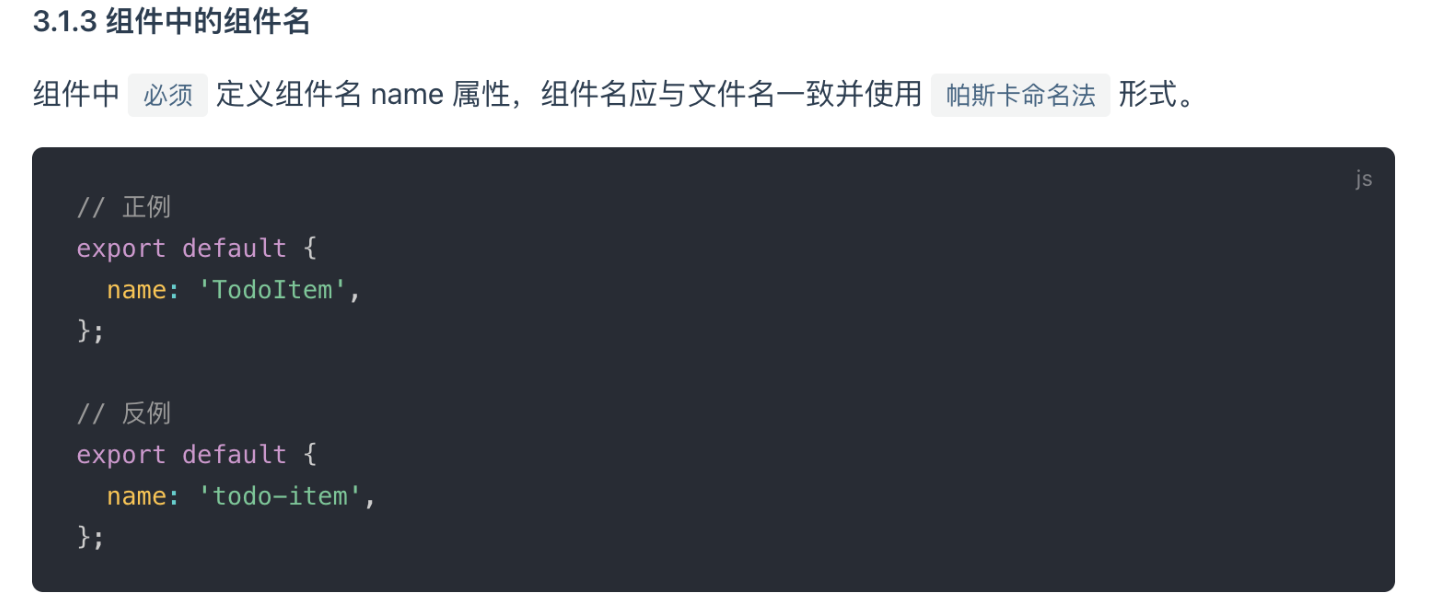 3.1.3 组件中的组件名
组件中 必须 定义组件名 name 属性，组件名应与文件名一致并使用 帕斯卡命名法 形式。
js
// 正例
export default {
  name: 'TodoItem',
};

// 反例
export default {
  name: 'todo-item',
};